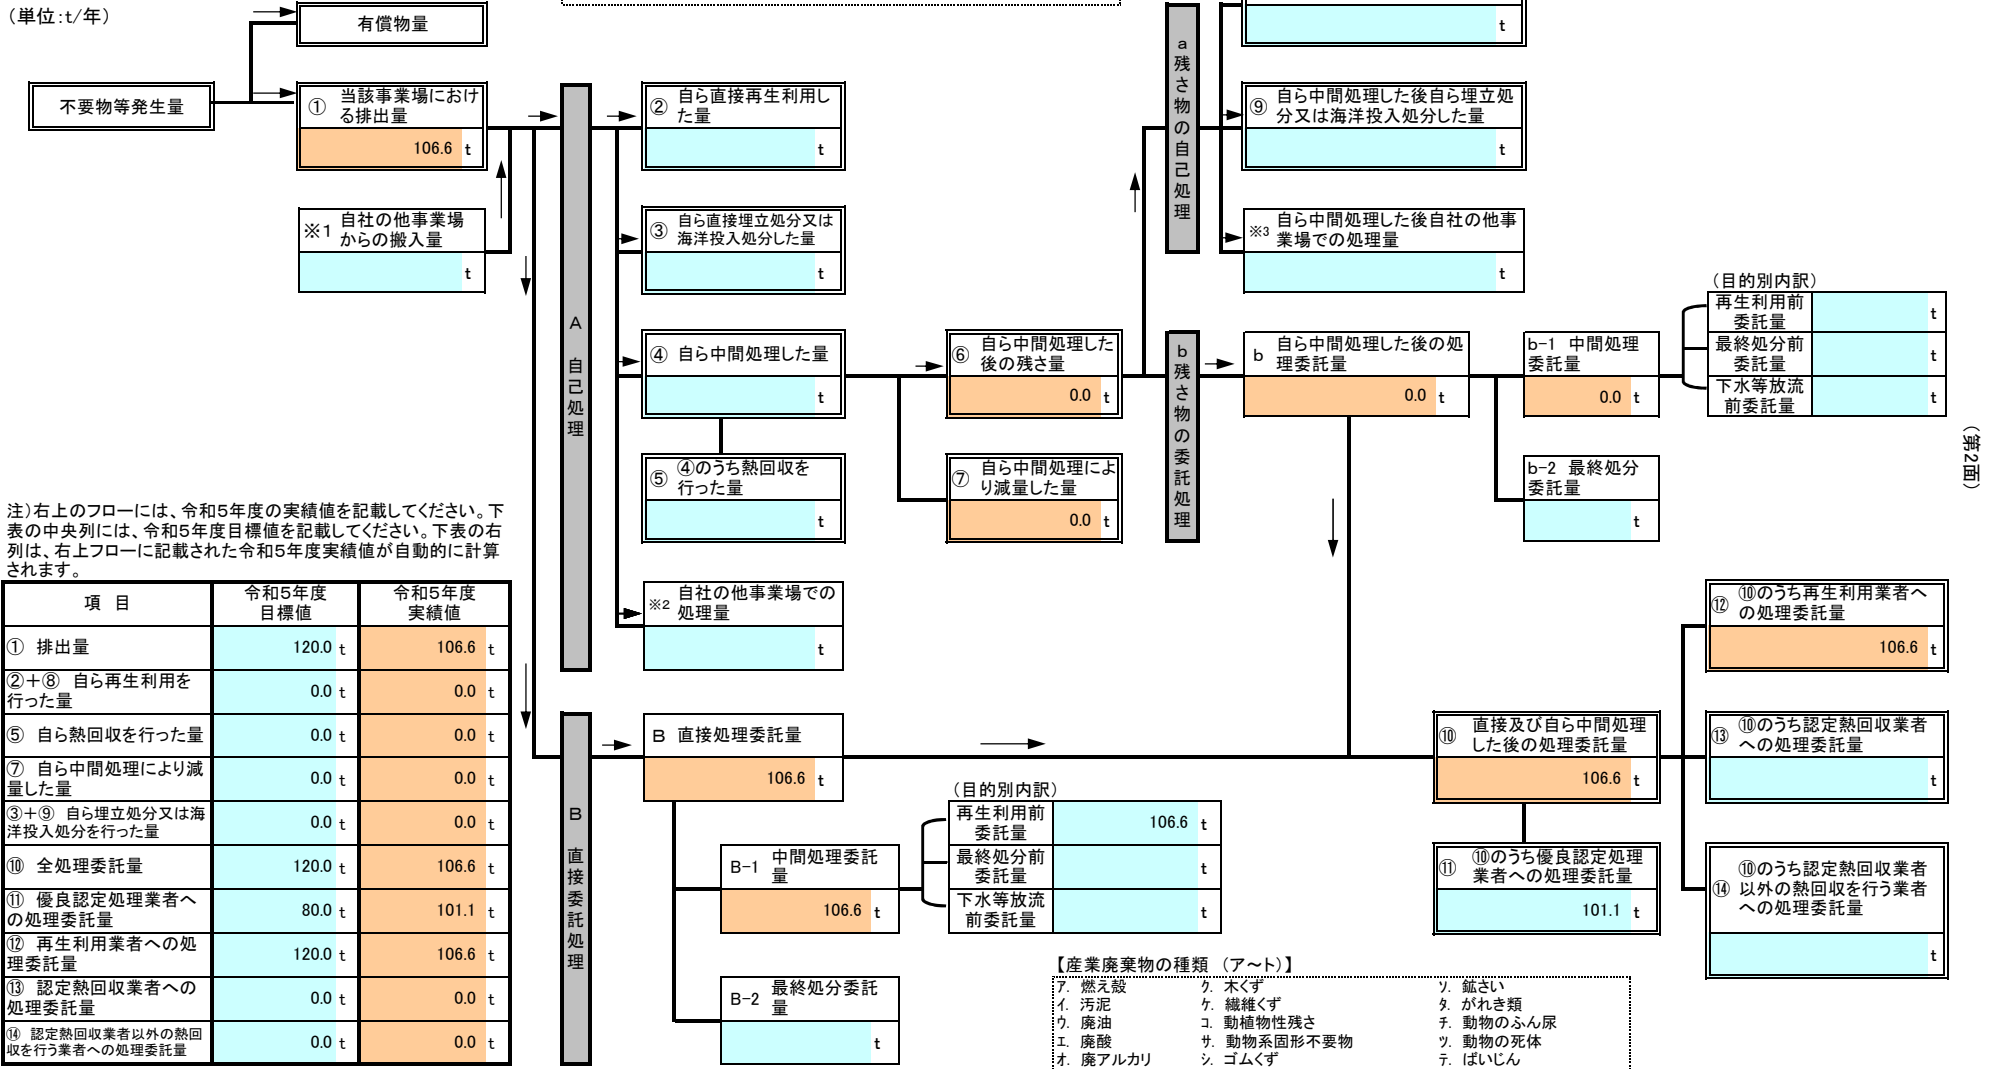 （単位:t/年）
有償物量
不要物等発生量
① 当該事業場におけ
る排出量
106.6 t
※1 自社の他事業場
からの搬入量
t
A 自己処理
② 自ら直接再生利用し
た量
t
③ 自ら直接埋立処分又は
海洋投入処分した量
t
④ 自ら中間処理した量
t
⑤ ④のうち熱回収を
行った量
t
※2 自社の他事業場での
処理量
t
⑥ 自ら中間処理した
後の残さ量
0.0 t
⑦ 自ら中間処理によ
り減量した量
0.0 t
a 残さ物の自己処理
t
⑨ 自ら中間処理した後自ら埋立処
分又は海洋投入処分した量
t
※3 自ら中間処理した後自社の他事
業場での処理量
t
b 残さ物の委託処理
b 自ら中間処理した後の処
理委託量
0.0 t
b-1 中間処理
委託量
0.0 t
b-2 最終処分
委託量
t
（目的別内訳）
再生利用前
委託量
t
最終処分前
委託量
t
下水等放流
前委託量
t
（第2面）
注）右上のフローには、令和5年度の実績値を記載してください。下
表の中央列には、令和5年度目標値を記載してください。下表の右
列は、右上フローに記載された令和5年度実績値が自動的に計算
されます。
項 目
令和5年度
目標値
令和5年度
実績値
① 排出量 120.0 t 106.6 t
②＋⑧ 自ら再生利用を
行った量 0.0 t 0.0 t
⑤ 自ら熱回収を行った量 0.0 t 0.0 t
⑦ 自ら中間処理により減
量した量 0.0 t 0.0 t
③＋⑨ 自ら埋立処分又は海
洋投入処分を行った量 0.0 t 0.0 t
⑩ 全処理委託量 120.0 t 106.6 t
⑪ 優良認定処理業者へ
の処理委託量 80.0 t 101.1 t
⑫ 再生利用業者への処
理委託量 120.0 t 106.6 t
⑬ 認定熱回収業者への
処理委託量 0.0 t 0.0 t
⑭ 認定熱回収業者以外の熱回
収を行う業者への処理委託量 0.0 t 0.0 t
B 直接委託処理
B 直接処理委託量
106.6 t
B-1 中間処理委託
量
106.6 t
B-2 最終処分委託
量
t
（目的別内訳）
再生利用前
委託量
106.6 t
最終処分前
委託量
t
下水等放流
前委託量
t
⑩ 直接及び自ら中間処理
した後の処理委託量
106.6 t
⑪ ⑩のうち優良認定処理
業者への処理委託量
101.1 t
⑫ ⑩のうち再生利用業者へ
の処理委託量
106.6 t
⑬ ⑩のうち認定熱回収業者
への処理委託量
t
⑭ ⑩のうち認定熱回収業者
以外の熱回収を行う業者
への処理委託量
t
【産業廃棄物の種類 （ア～ト）】
ア. 燃え殻 ク. 木くず ソ. 鉱さい
イ. 汚泥 ケ. 繊維くず タ. がれき類
ウ. 廃油 コ. 動植物性残さ チ. 動物のふん尿
エ. 廃酸 サ. 動物系固形不要物 ツ. 動物の死体
オ. 廃アルカリ シ. ゴムくず テ. ばいじん